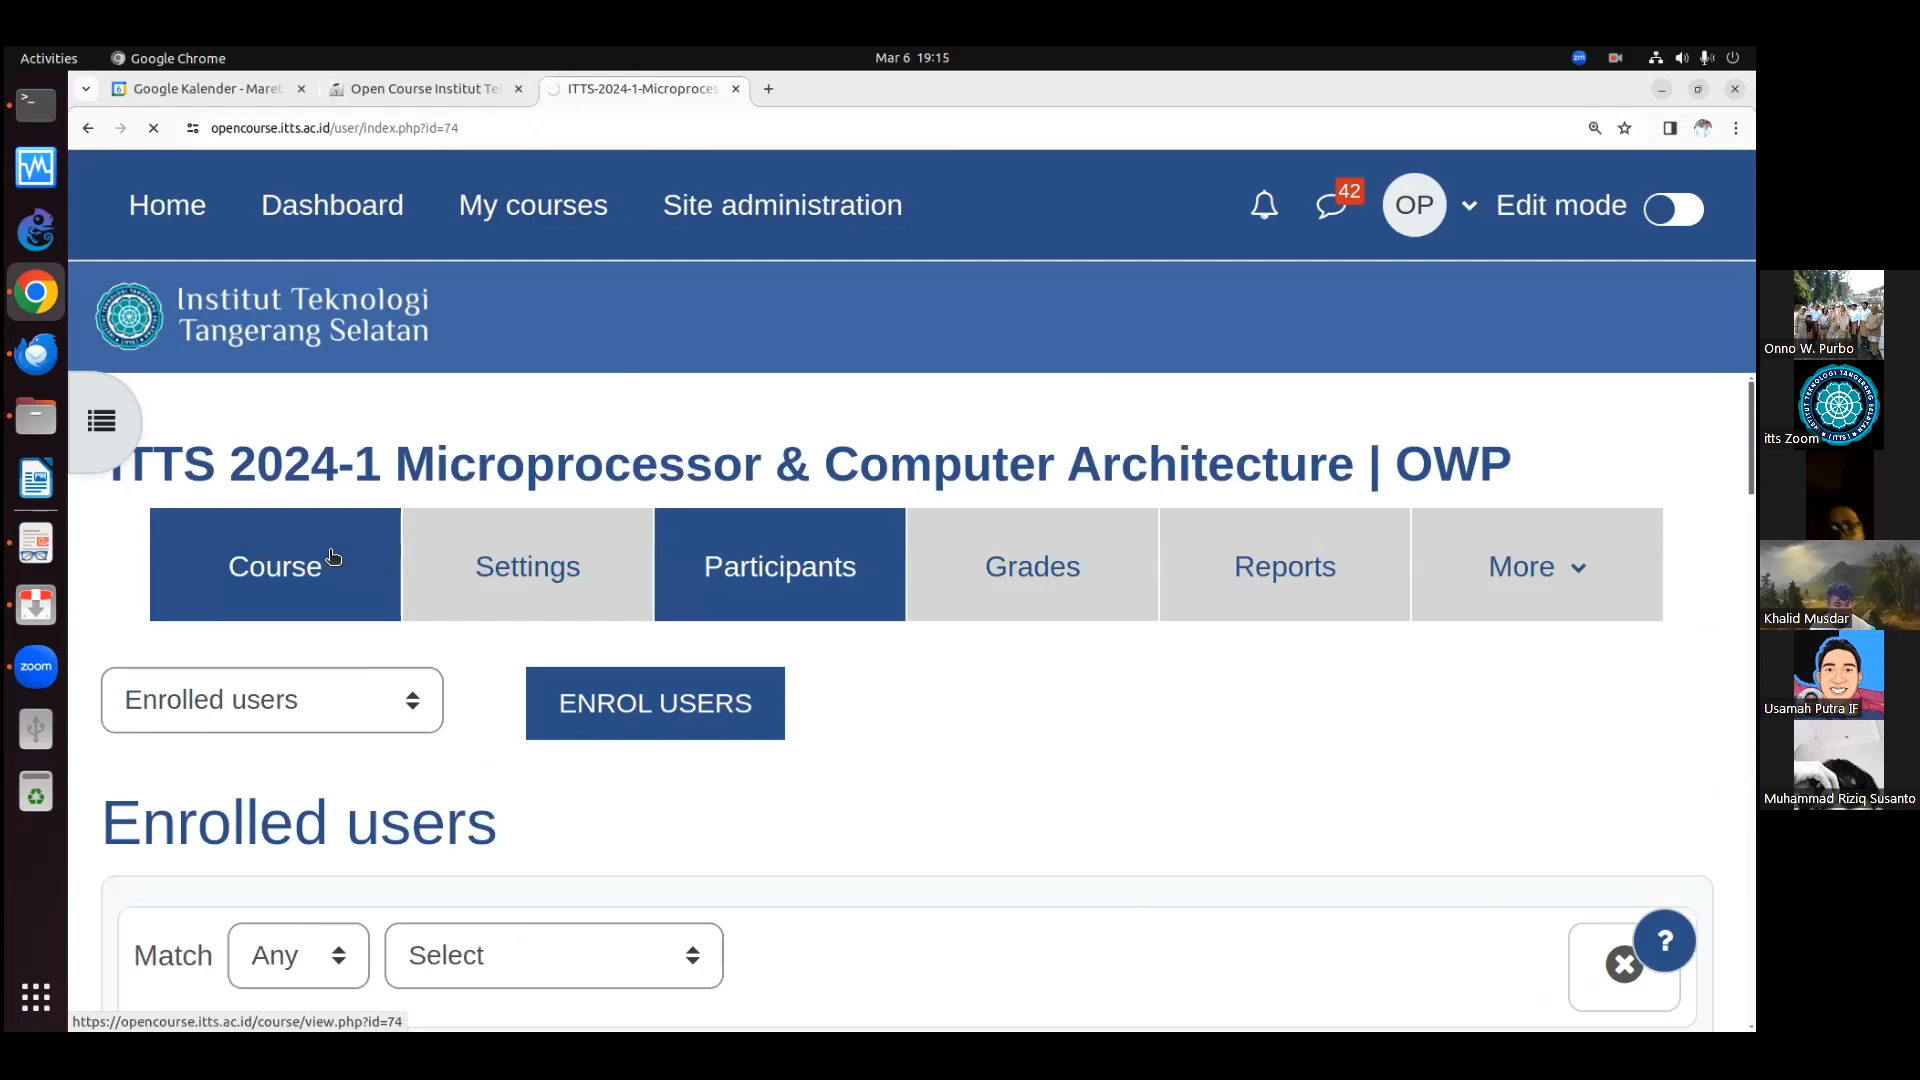 Activities
Google Chrome
Mar 6 19:15
Google Kalender - Maret
Open Course Institut Te
ITTS-2024-1-Microproces
opencourse.itts.ac.id/user/index.php?id=74
Home
Dashboard
My courses
Site administration
42
OP
Edit mode
Institut Teknologi
Tangerang Selatan
ITTS 2024-1 Microprocessor & Computer Architecture | OWP
Course
Settings
Participants
Grades
Reports
More
Enrolled users
ENROL USERS
Enrolled users
Match
Any
Select
?
https://opencourse.itts.ac.id/course/view.php?id=74
zoom
Onno W. Purbo
itts Zoom
Khalid Musdar
Usamah Putra IF
Muhammad Riziq Susanto